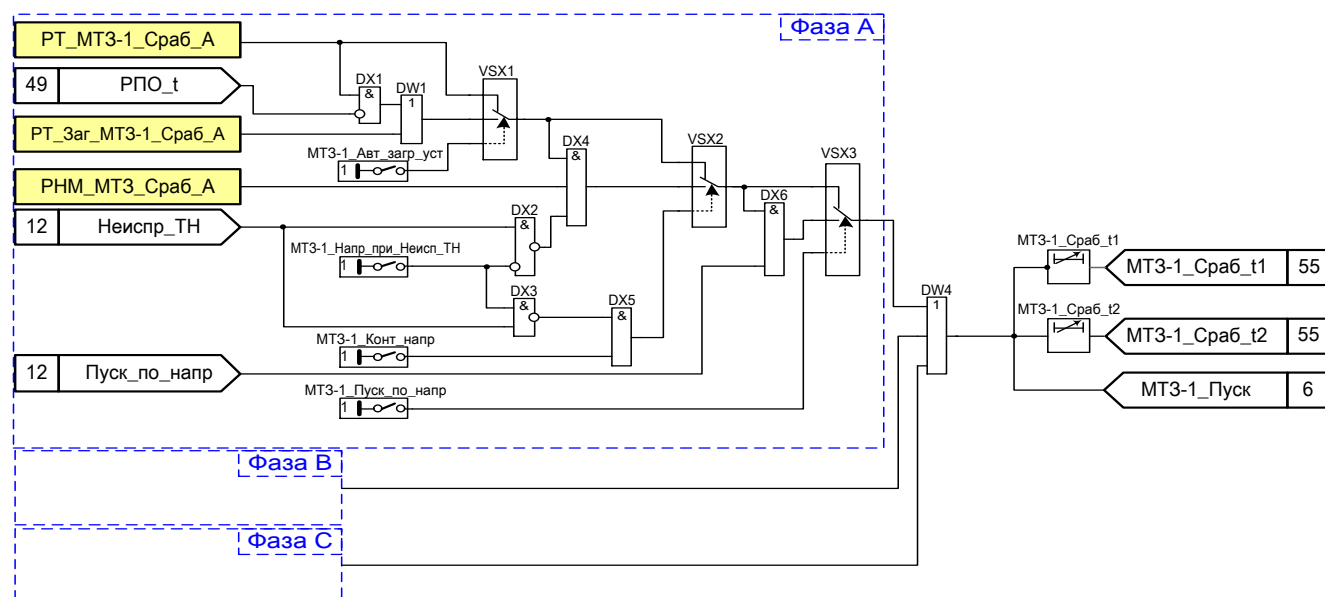 Фаза А
РТ_МТЗ-1_Сраб_А
49 РПО_t
DX1
&
DW1
1
VSX1
РТ_Заг_МТЗ-1_Сраб_А
МТЗ-1_Авт_загр_уст
1
DX4
&
VSX2
VSX3
РНМ_МТЗ_Сраб_А
12 Неиспр_ТН
DX2
&
DX6
&
МТЗ-1_Напр_при_Неисп_ТН
1
DX3
&
DX5
&
МТЗ-1_Конт_напр
1
12 Пуск_по_напр
МТЗ-1_Пуск_по_напр
1
DW4
1
МТЗ-1_Сраб_t1
МТЗ-1_Сраб_t1 55
МТЗ-1_Сраб_t2
МТЗ-1_Сраб_t2 55
МТЗ-1_Пуск 6
Фаза В
Фаза С